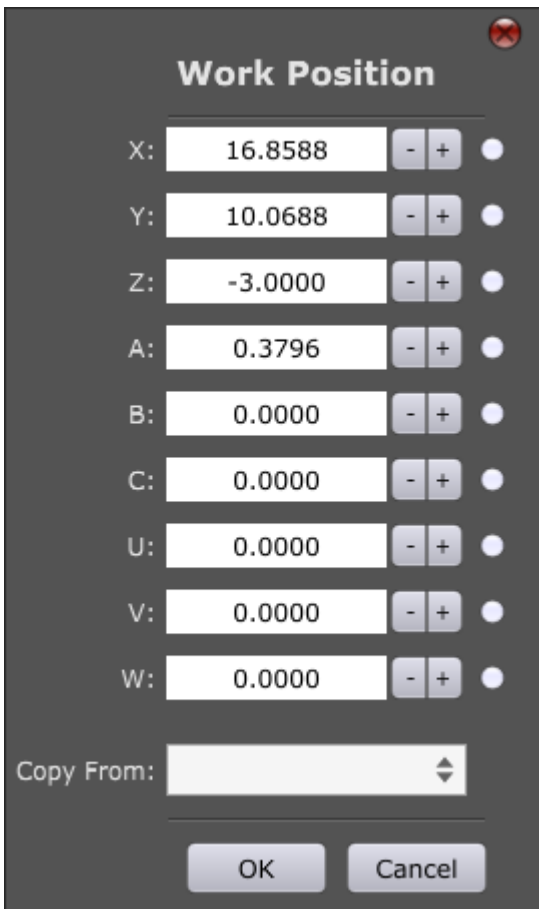 Work Position
X: 16.8588 - +
Y: 10.0688 - +
Z: -3.0000 - +
A: 0.3796 - +
B: 0.0000 - +
C: 0.0000 - +
U: 0.0000 - +
V: 0.0000 - +
W: 0.0000 - +
Copy From:
OK Cancel